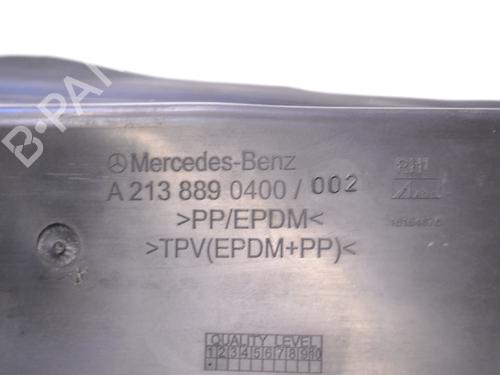 B-PA
Mercedes-Benz
A 213 889 0400 / 002
>PP/EPDM<
>TPV(EPDM+PP)<
QUALITY LEVEL
1 2 3 4 5 6 7 8 9 10